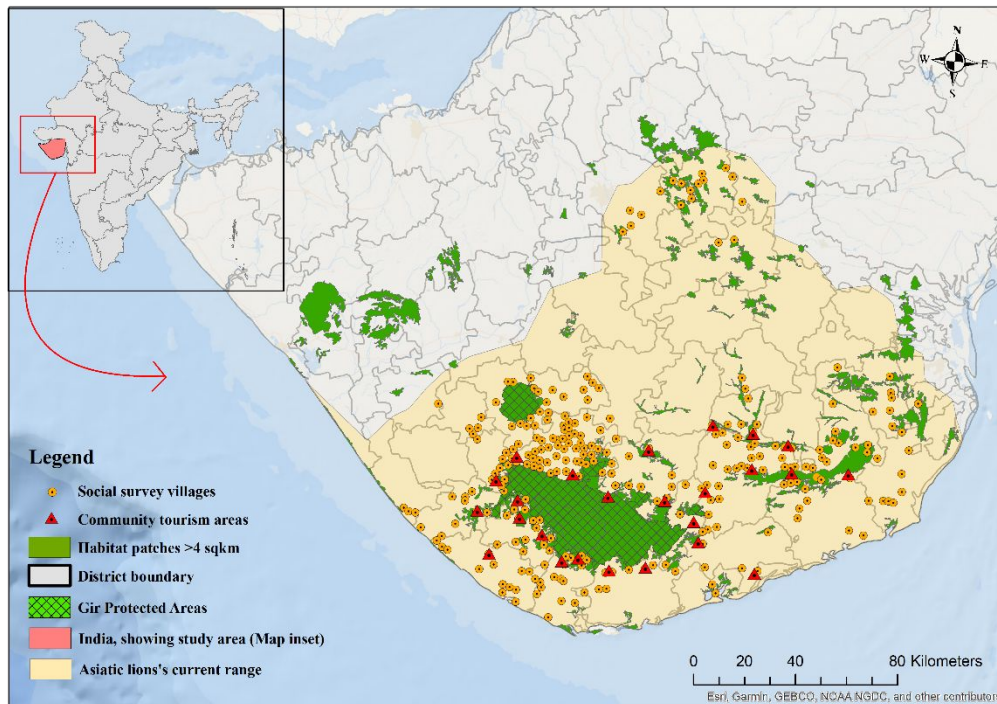 N
W E
S
Legend
Social survey villages
Community tourism areas
Habitat patches >4 sqkm
District boundary
Gir Protected Areas
India, showing study area (Map inset)
Asiatic lions's current range
0 20 40 80 Kilometers
Esri, Garmin, GEBCO, NOAA NGDC, and other contributors